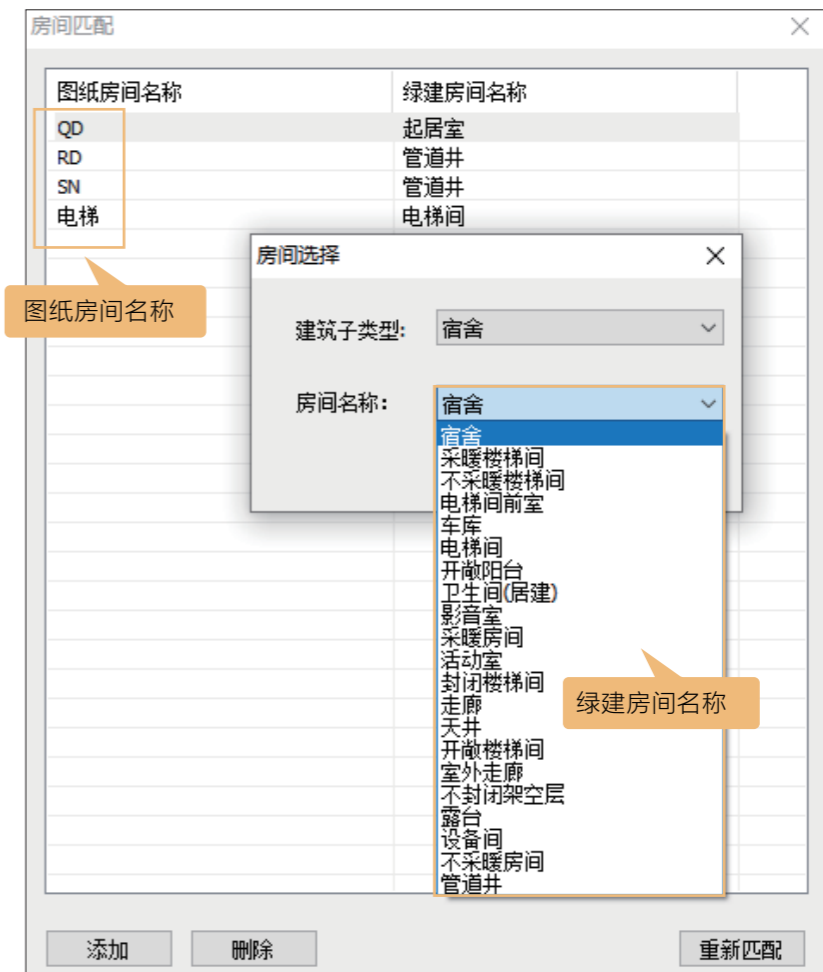 房间匹配
图纸房间名称 绿建房间名称
QD 起居室
RD 管道井
SN 管道井
电梯 电梯间
图纸房间名称
房间选择
建筑子类型: 宿舍
房间名称: 宿舍
宿舍
采暖楼梯间
不采暖楼梯间
电梯间前室
车库
电梯间
开敞阳台
卫生间(居建)
影音室
采暖房间
活动室
封闭楼梯间
走廊
天井
开敞楼梯间
室外走廊
不封闭架空层
露台
设备间
不采暖房间
管道井
绿建房间名称
添加 删除 重新匹配